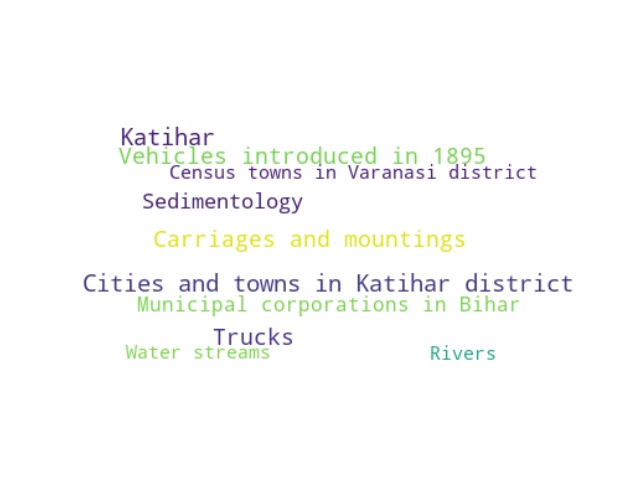 Katihar
Vehicles introduced in 1895
Census towns in Varanasi district
Sedimentology
Carriages and mountings
Cities and towns in Katihar district
Municipal corporations in Bihar
Trucks
Water streams
Rivers